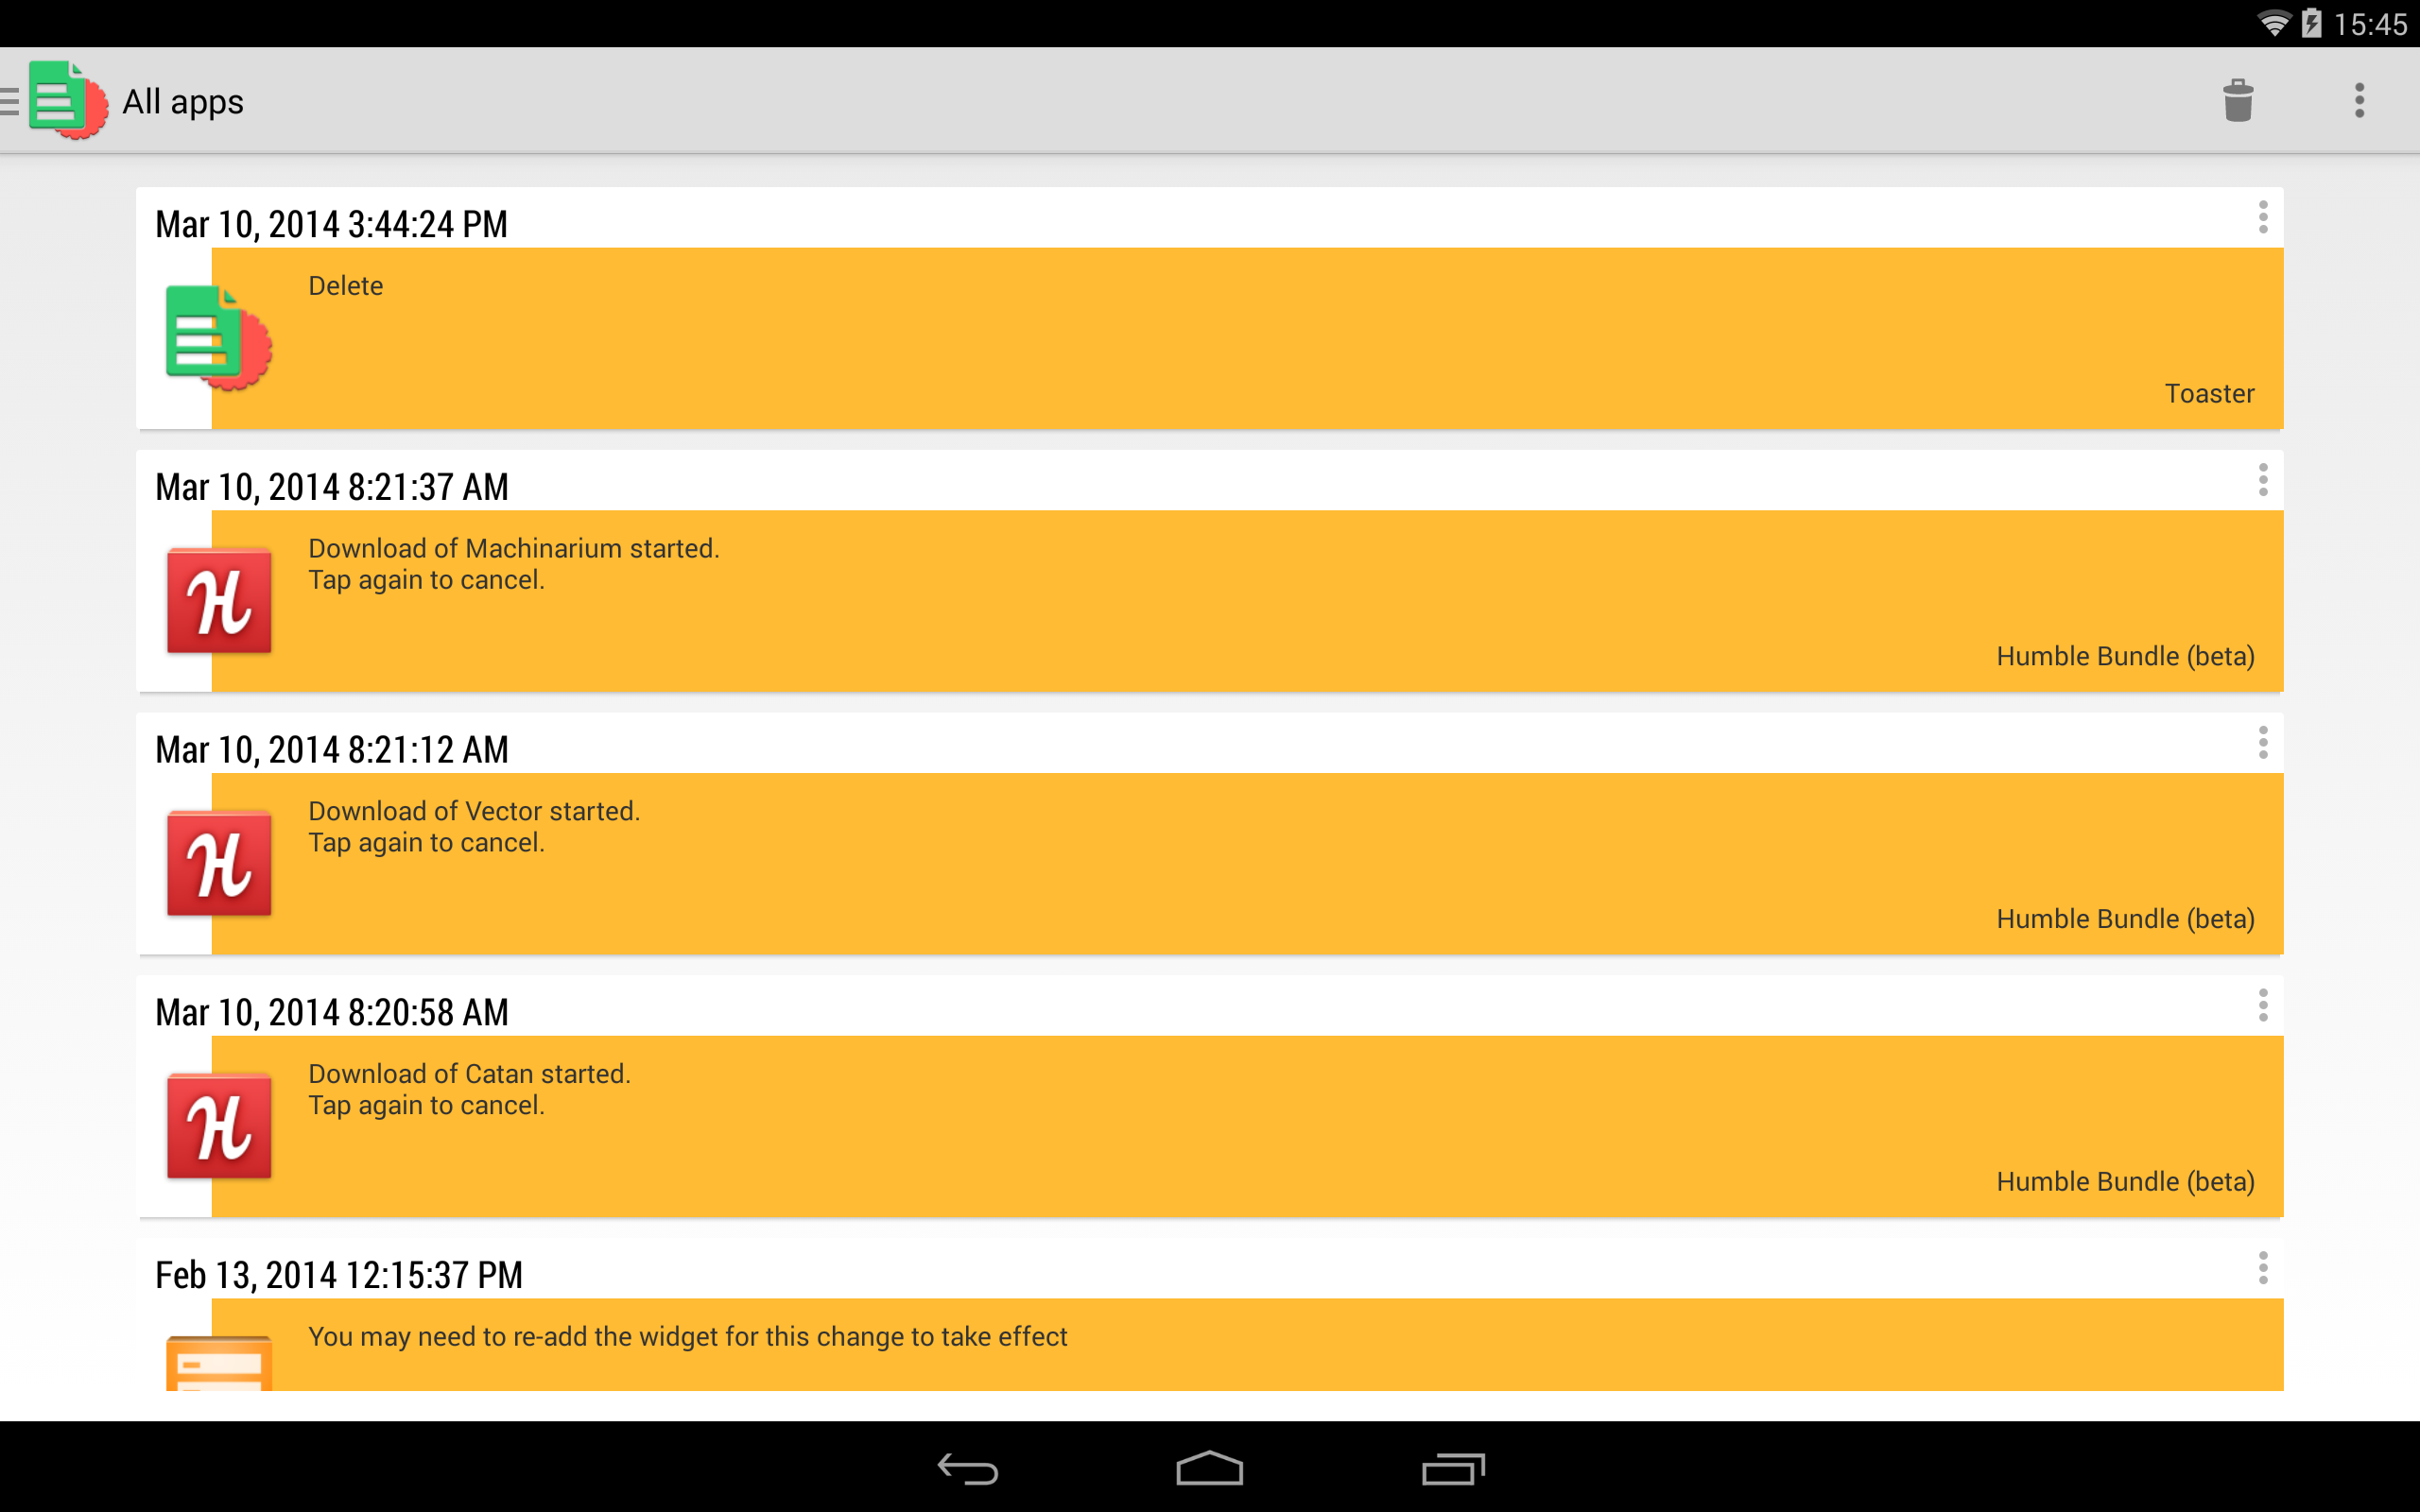 15:45
All apps
Mar 10, 2014 3:44:24 PM
Delete
Toaster
Mar 10, 2014 8:21:37 AM
H
Download of Machinarium started.
Tap again to cancel.
Humble Bundle (beta)
Mar 10, 2014 8:21:12 AM
H
Download of Vector started.
Tap again to cancel.
Humble Bundle (beta)
Mar 10, 2014 8:20:58 AM
H
Download of Catan started.
Tap again to cancel.
Humble Bundle (beta)
Feb 13, 2014 12:15:37 PM
You may need to re-add the widget for this change to take effect